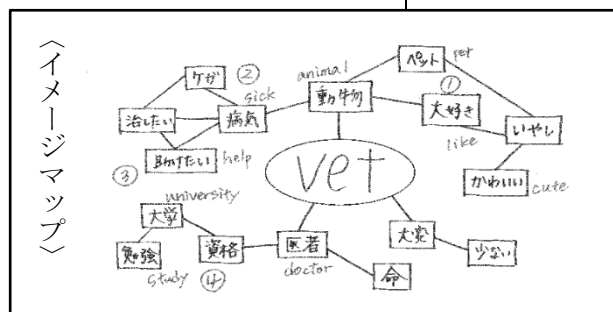 〈イメージマップ〉
ペット pet
animal
動物
① 大好き
like
いやし
かわいい cute
ケガ ②
sick
病気
治したい
③ 助けたい help
vet
university
大学
勉強
study
資格
④
医者
doctor
命
大変
少ない